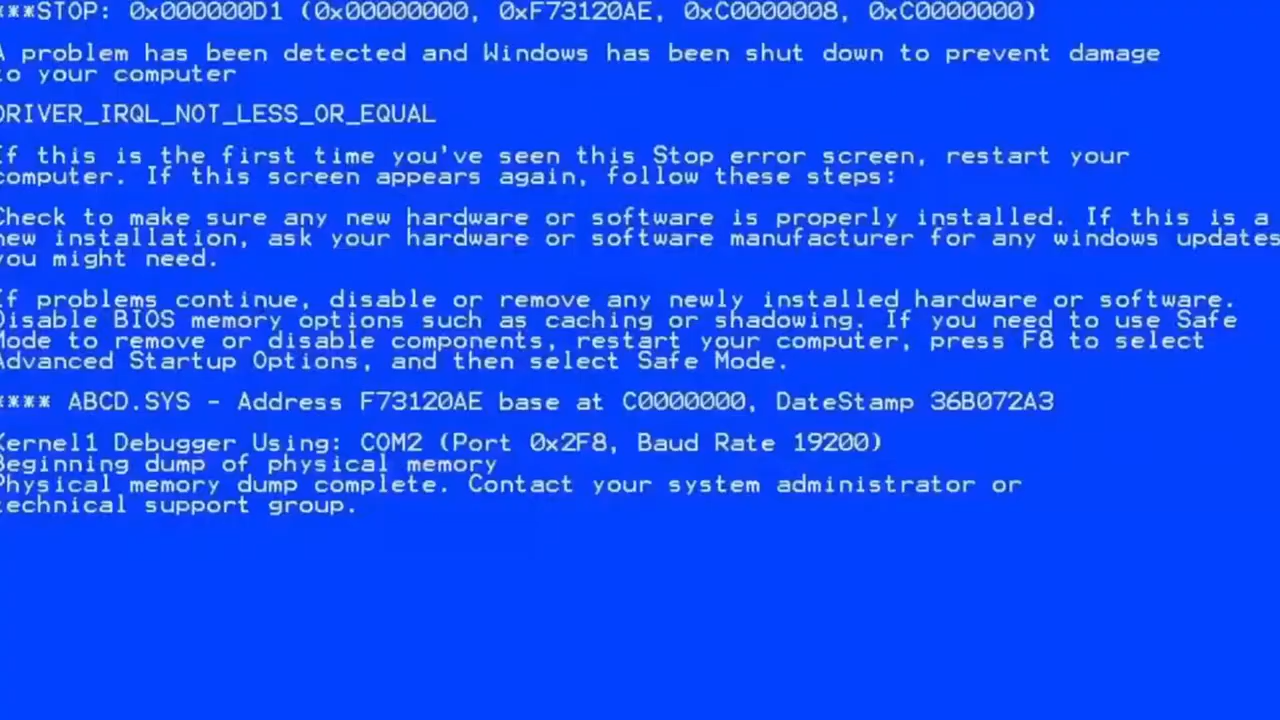 ***STOP: 0x000000D1 (0x00000000, 0xF73120AE, 0xC0000008, 0xC0000000)
A problem has been detected and Windows has been shut down to prevent damage
to your computer
DRIVER_IRQL_NOT_LESS_OR_EQUAL
If this is the first time you've seen this Stop error screen, restart your
computer. If this screen appears again, follow these steps:
Check to make sure any new hardware or software is properly installed. If this is a
new installation, ask your hardware or software manufacturer for any windows updates
you might need.
If problems continue, disable or remove any newly installed hardware or software.
Disable BIOS memory options such as caching or shadowing. If you need to use Safe
Mode to remove or disable components, restart your computer, press F8 to select
Advanced Startup Options, and then select Safe Mode.
**** ABCD.SYS - Address F73120AE base at C0000000, DateStamp 36B072A3
Kernel1 Debugger Using: COM2 (Port 0x2F8, Baud Rate 19200)
Beginning dump of physical memory
Physical memory dump complete. Contact your system administrator or
technical support group.